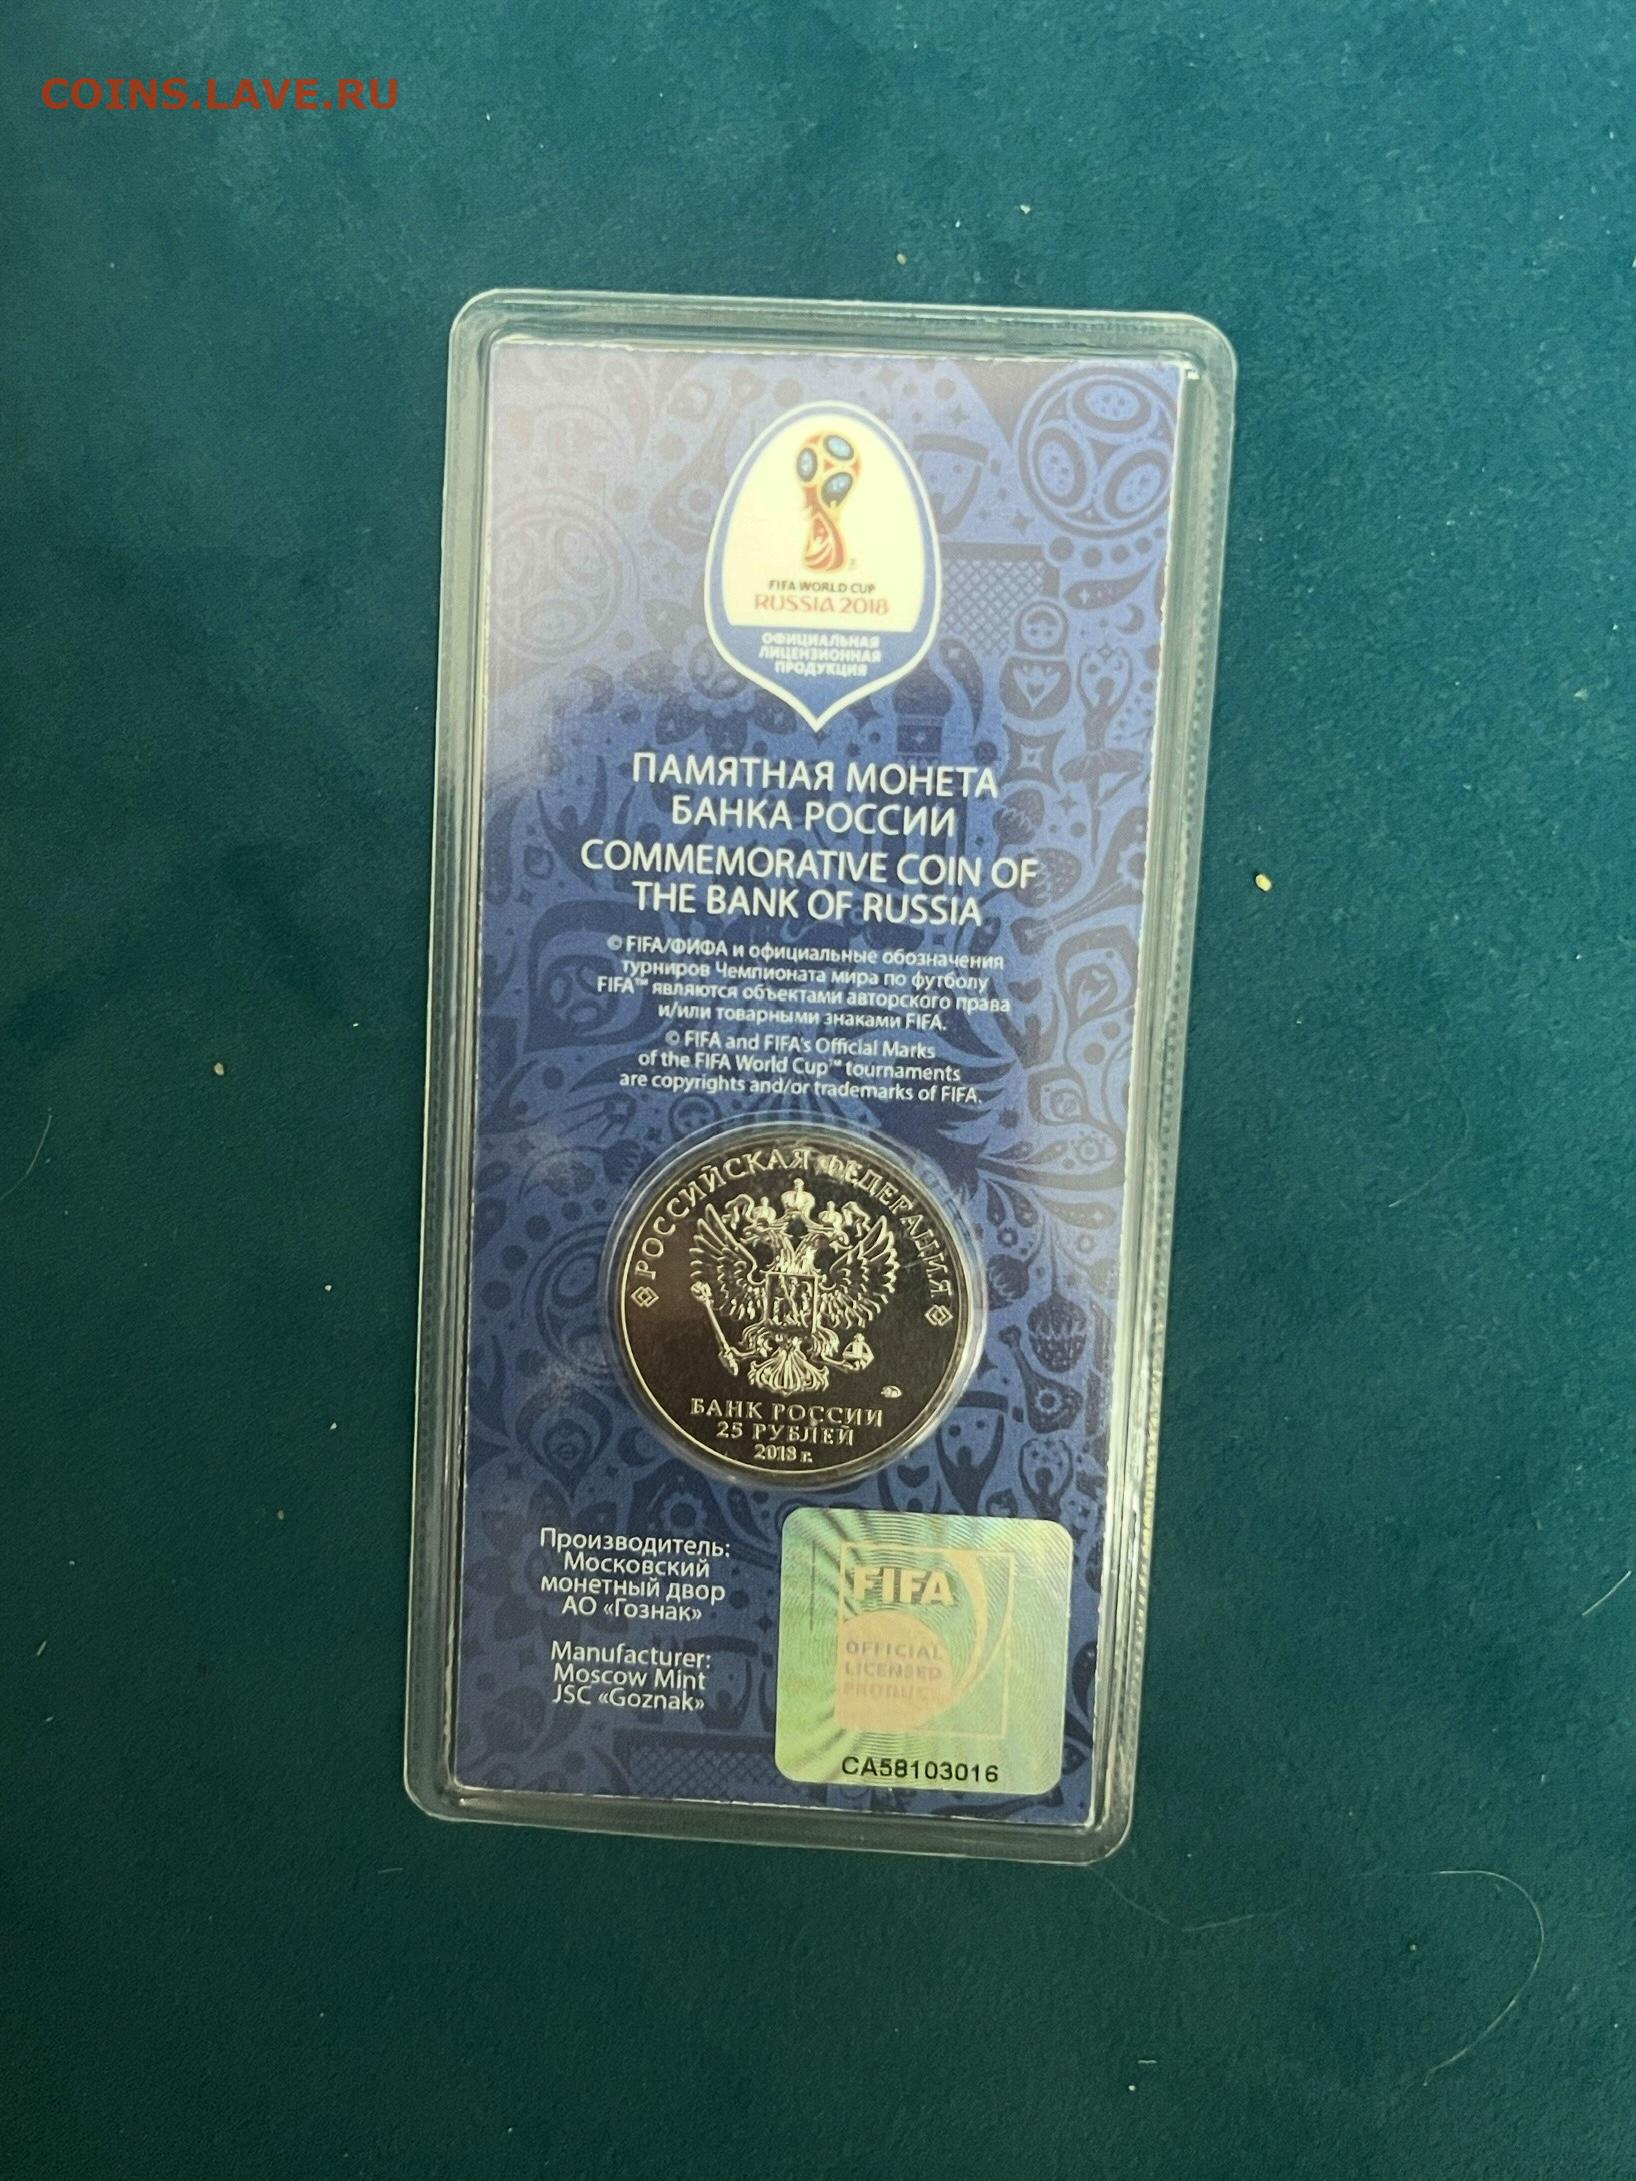 COINS.LAVE.RU
FIFA WORLD CUP
RUSSIA 2018
ОФИЦИАЛЬНАЯ
ЛИЦЕНЗИОННАЯ
ПРОДУКЦИЯ
ПАМЯТНАЯ МОНЕТА
БАНКА РОССИИ
COMMEMORATIVE COIN OF
THE BANK OF RUSSIA
© FIFA/ФИФА и официальные обозначения
турниров Чемпионата мира по футболу
FIFA™ являются объектами авторского права
и/или товарными знаками FIFA.
© FIFA and FIFA's Official Marks
of the FIFA World Cup™ tournaments
are copyrights and/or trademarks of FIFA.
РОССИЙСКАЯ ФЕДЕРАЦИЯ
БАНК РОССИИ
25 РУБЛЕЙ
2018 г.
Производитель:
Московский
монетный двор
АО «Гознак»
Manufacturer:
Moscow Mint
JSC «Goznak»
FIFA
OFFICIAL
LICENSED
PRODUCT
CA58103016